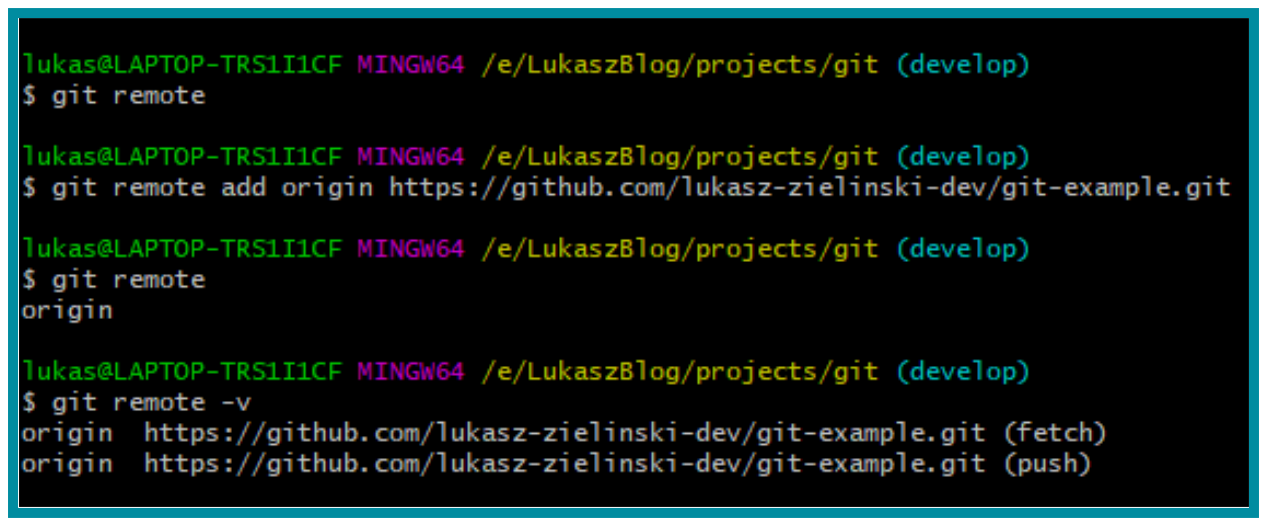 lukas@LAPTOP-TRS1I1CF MINGW64 /e/LukaszBlog/projects/git (develop)
$ git remote
lukas@LAPTOP-TRS1I1CF MINGW64 /e/LukaszBlog/projects/git (develop)
$ git remote add origin https://github.com/lukasz-zielinski-dev/git-example.git
lukas@LAPTOP-TRS1I1CF MINGW64 /e/LukaszBlog/projects/git (develop)
$ git remote
origin
lukas@LAPTOP-TRS1I1CF MINGW64 /e/LukaszBlog/projects/git (develop)
$ git remote -v
origin  https://github.com/lukasz-zielinski-dev/git-example.git (fetch)
origin  https://github.com/lukasz-zielinski-dev/git-example.git (push)